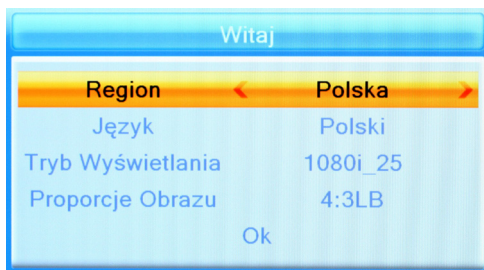 Witaj
Region Polska
Język Polski
Tryb Wyświetlania 1080i_25
Proporcje Obrazu 4:3LB
Ok